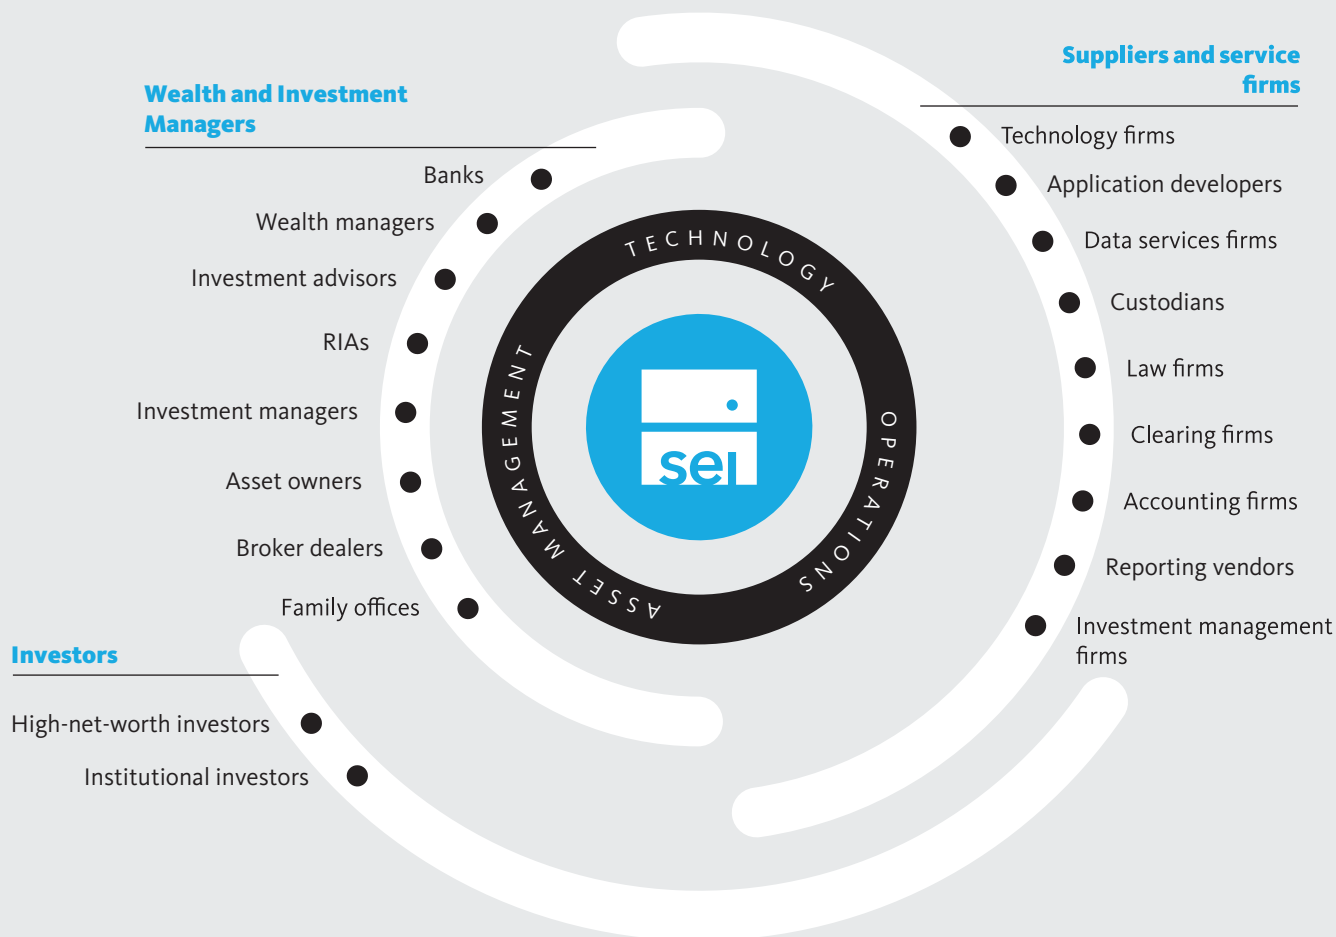 Wealth and Investment
Managers
Banks
Wealth managers
Investment advisors
RIAs
Investment managers
Asset owners
Broker dealers
Family offices
Investors
High-net-worth investors
Institutional investors
TECHNOLOGY
OPERATIONS
ASSET MANAGEMENT
sei
Suppliers and service
firms
Technology firms
Application developers
Data services firms
Custodians
Law firms
Clearing firms
Accounting firms
Reporting vendors
Investment management
firms